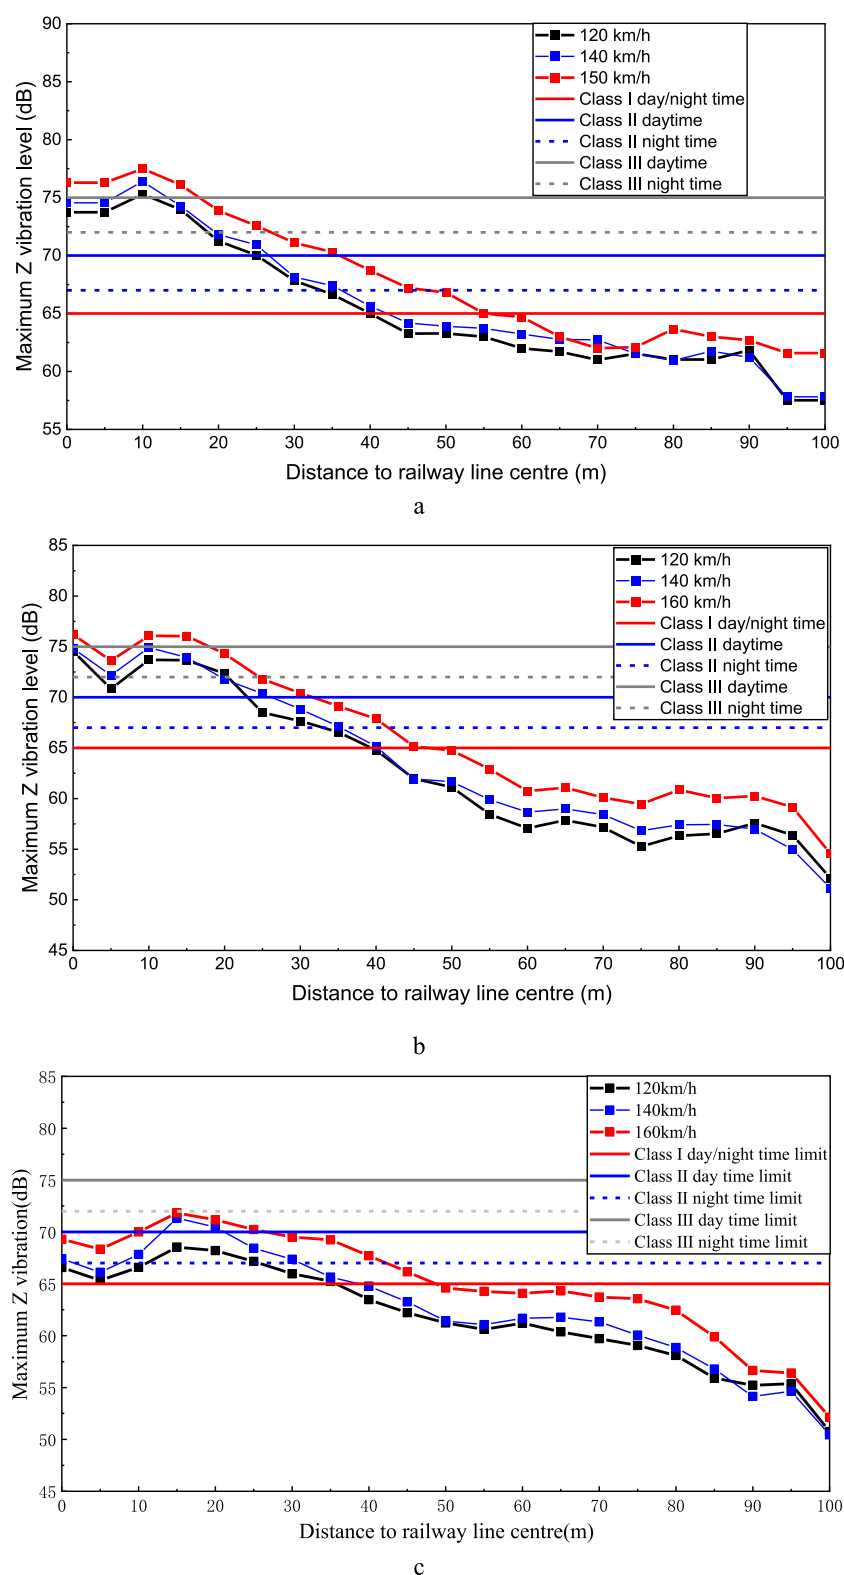 90
85
80
75
70
65
60
55
Maximum Z vibration level (dB)
120 km/h
140 km/h
150 km/h
Class I day/night time
Class II daytime
Class II night time
Class III daytime
Class III night time
0 10 20 30 40 50 60 70 80 90 100
Distance to railway line centre (m)
a
85
80
75
70
65
60
55
50
45
Maximum Z vibration level (dB)
120 km/h
140 km/h
160 km/h
Class I day/night time
Class II daytime
Class II night time
Class III daytime
Class III night time
0 10 20 30 40 50 60 70 80 90 100
Distance to railway line centre (m)
b
85
80
75
70
65
60
55
50
45
Maximum Z vibration(dB)
120km/h
140km/h
160km/h
Class I day/night time limit
Class II day time limit
Class II night time limit
Class III day time limit
Class III night time limit
0 10 20 30 40 50 60 70 80 90 100
Distance to railway line centre(m)
c